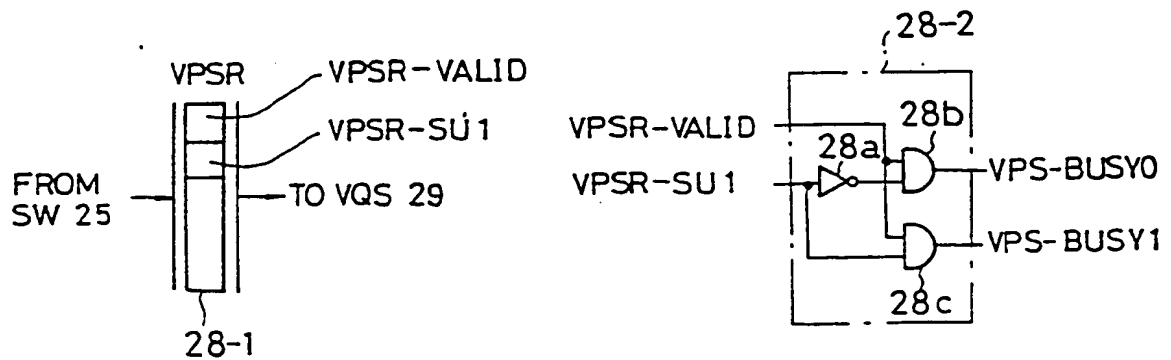 VPSR
VPSR-VALID
VPSR-SU1
FROM
SW 25
TO VQS 29
28-1
28-2
VPSR-VALID
28b
28a
VPS-BUSY0
VPSR-SU1
VPS-BUSY1
28c